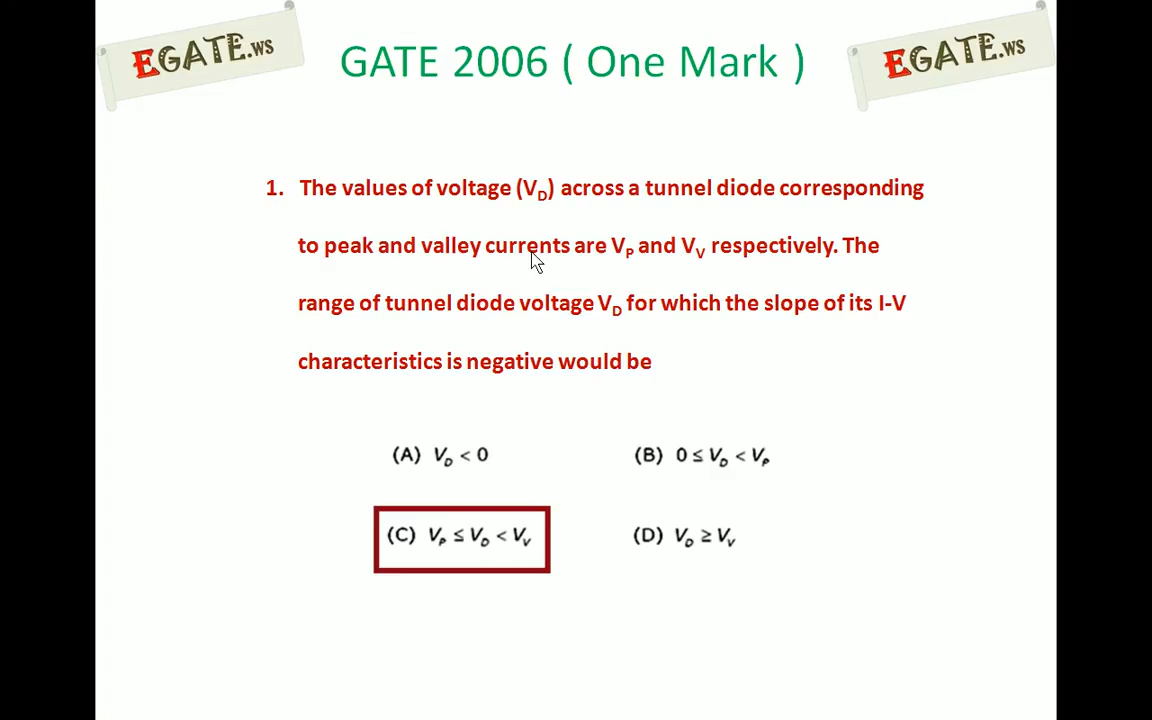 EGATE.ws
GATE 2006 ( One Mark )
EGATE.ws
1. The values of voltage (V_D) across a tunnel diode corresponding
to peak and valley currents are V_P and V_V respectively. The
range of tunnel diode voltage V_D for which the slope of its I-V
characteristics is negative would be
(A) V_D < 0
(B) 0 ≤ V_D < V_P
(C) V_P ≤ V_D < V_V
(D) V_D ≥ V_V